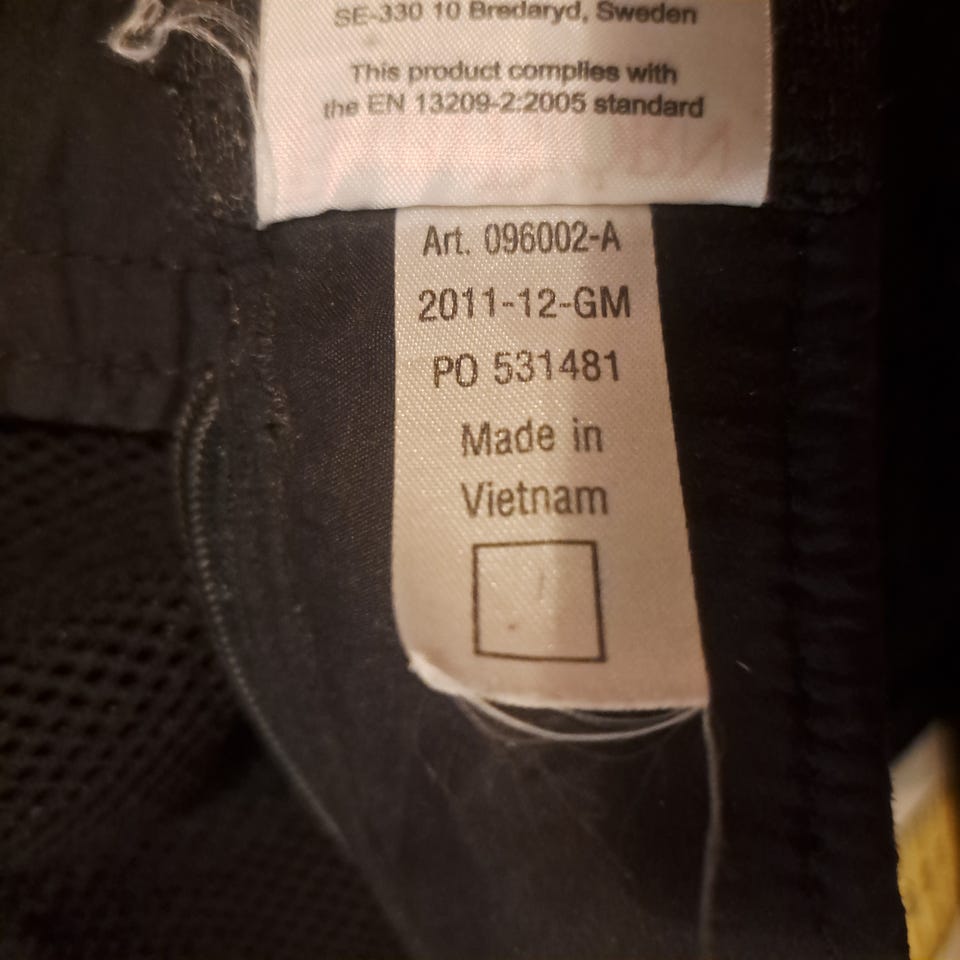 SE-330 10 Bredaryd, Sweden
This product complies with
the EN 13209-2:2005 standard
Art. 096002-A
2011-12-GM
PO 531481
Made in
Vietnam